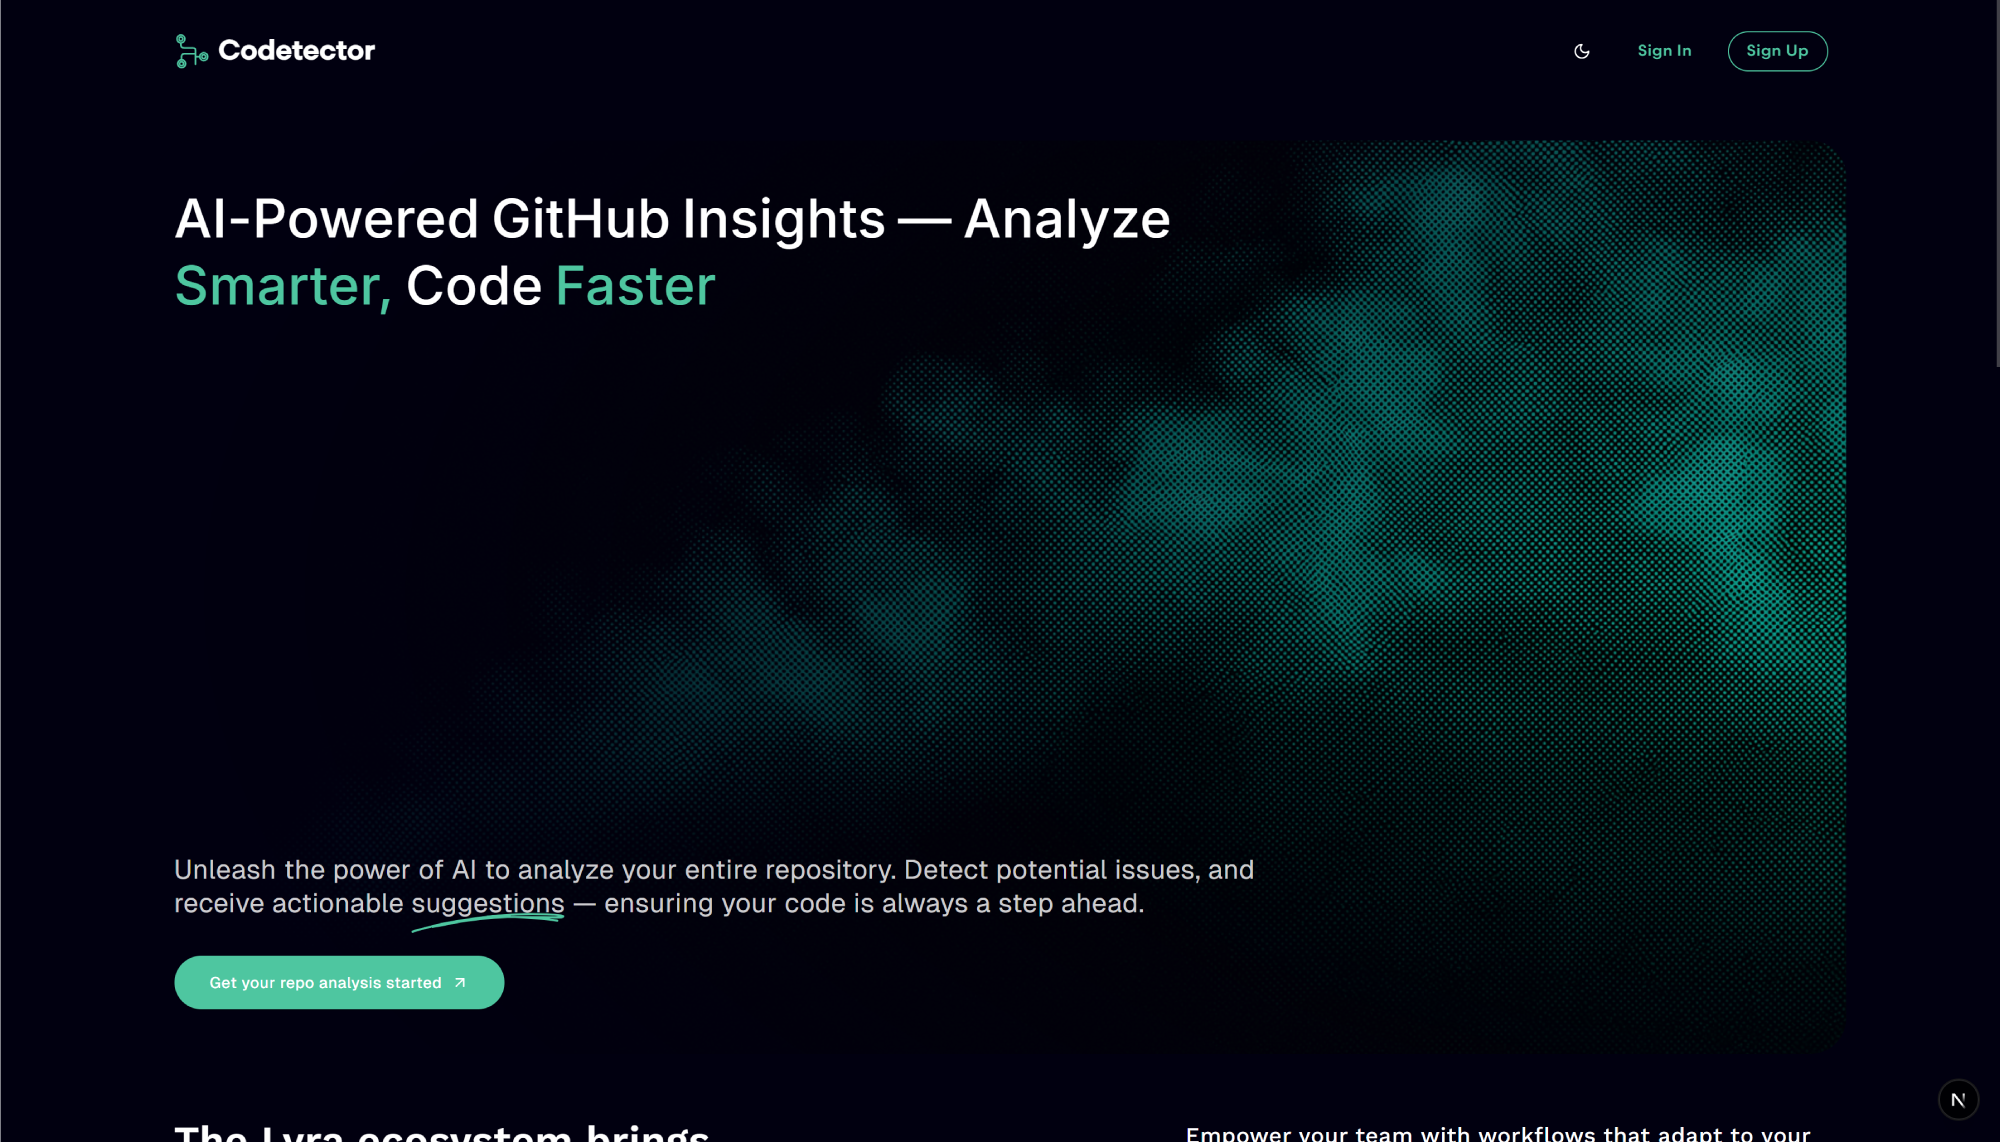 Codetector
Sign In
Sign Up
AI-Powered GitHub Insights — Analyze
Smarter, Code Faster
Unleash the power of AI to analyze your entire repository. Detect potential issues, and
receive actionable suggestions — ensuring your code is always a step ahead.
Get your repo analysis started
The Lyra ecosystem brings
Empower your team with workflows that adapt to your
N